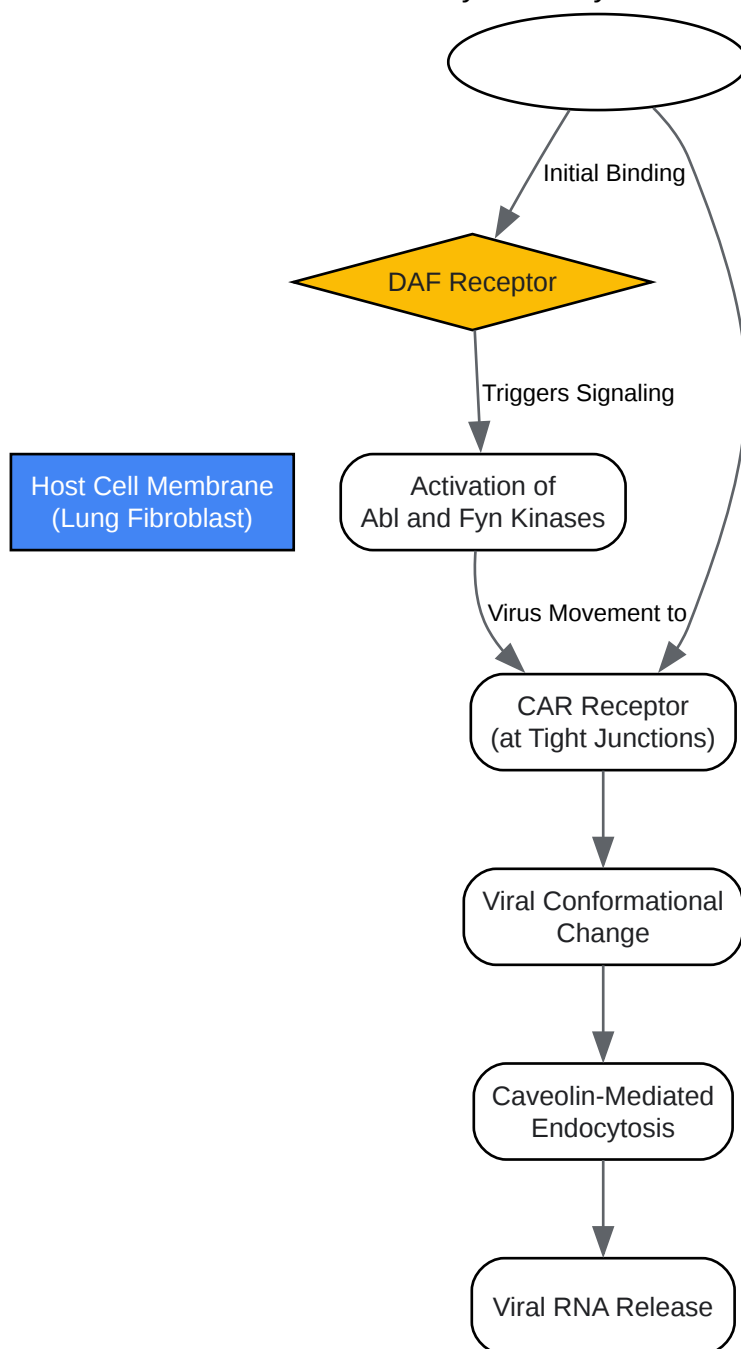 Initial Binding
DAF Receptor
Triggers Signaling
Host Cell Membrane
(Lung Fibroblast)
Activation of
Abl and Fyn Kinases
Virus Movement to
CAR Receptor
(at Tight Junctions)
Viral Conformational
Change
Caveolin-Mediated
Endocytosis
Viral RNA Release